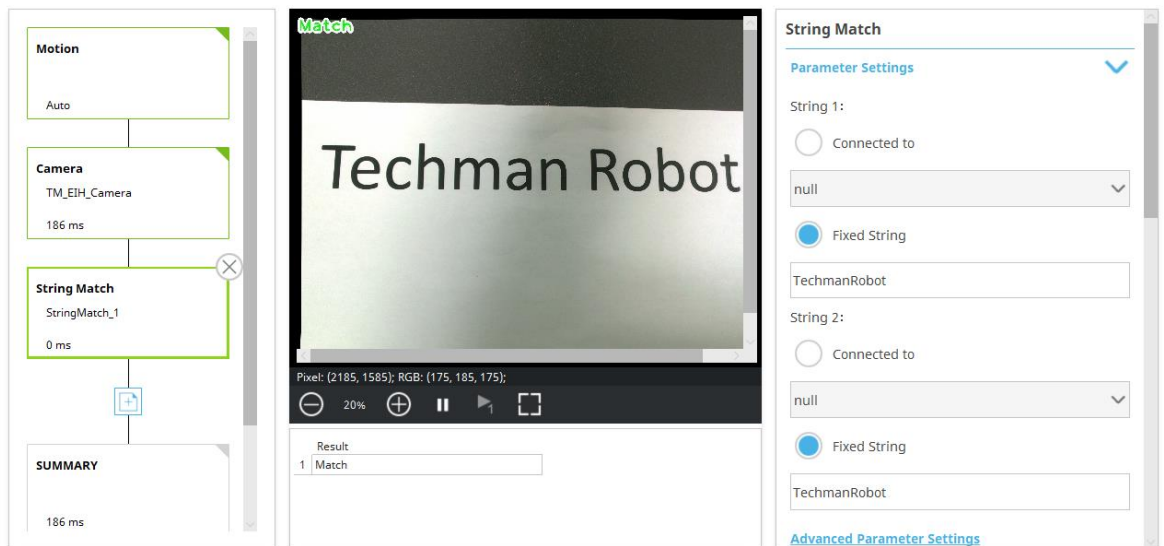 Motion
Auto
Camera
TM_EIH_Camera
186 ms
String Match
StringMatch_1
0 ms
SUMMARY
186 ms
Match
Techman Robot
Pixel: (2185, 1585); RGB: (175, 185, 175);
20%
1
Result
1 Match
String Match
Parameter Settings
String 1:
Connected to
null
Fixed String
TechmanRobot
String 2:
Connected to
null
Fixed String
TechmanRobot
Advanced Parameter Settings